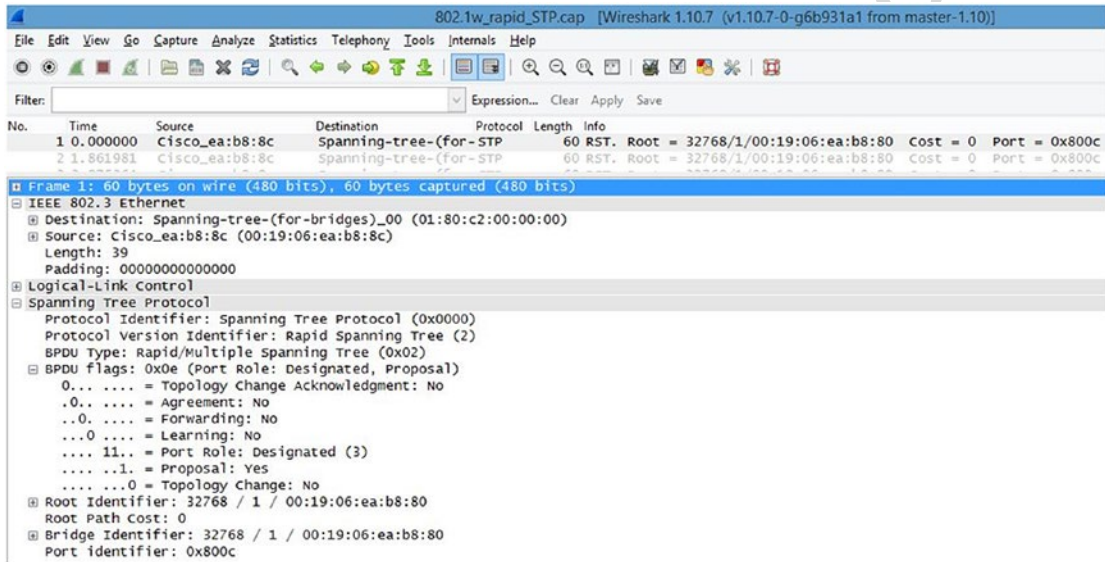 802.1w_rapid_STP.cap [Wireshark 1.10.7 (v1.10.7-0-g6b931a1 from master-1.10)]
File Edit View Go Capture Analyze Statistics Telephony Tools Internals Help
Filter: Expression... Clear Apply Save
No. Time Source Destination Protocol Length Info
1 0.000000 Cisco_ea:b8:8c Spanning-tree-(for- STP 60 RST. Root = 32768/1/00:19:06:ea:b8:80 Cost = 0 Port = 0x800c
2 1.861981 Cisco_ea:b8:8c Spanning-tree-(for- STP 60 RST. Root = 32768/1/00:19:06:ea:b8:80 Cost = 0 Port = 0x800c
Frame 1: 60 bytes on wire (480 bits), 60 bytes captured (480 bits)
IEEE 802.3 Ethernet
Destination: Spanning-tree-(for-bridges)_00 (01:80:c2:00:00:00)
Source: Cisco_ea:b8:8c (00:19:06:ea:b8:8c)
Length: 39
Padding: 00000000000000
Logical-Link Control
Spanning Tree Protocol
Protocol Identifier: Spanning Tree Protocol (0x0000)
Protocol Version Identifier: Rapid Spanning Tree (2)
BPDU Type: Rapid/Multiple Spanning Tree (0x02)
BPDU flags: 0x0e (Port Role: Designated, Proposal)
0... .... = Topology Change Acknowledgment: No
.0.. .... = Agreement: No
..0. .... = Forwarding: No
...0 .... = Learning: No
.... 11.. = Port Role: Designated (3)
.... ..1. = Proposal: Yes
.... ...0 = Topology Change: No
Root Identifier: 32768 / 1 / 00:19:06:ea:b8:80
Root Path Cost: 0
Bridge Identifier: 32768 / 1 / 00:19:06:ea:b8:80
Port identifier: 0x800c